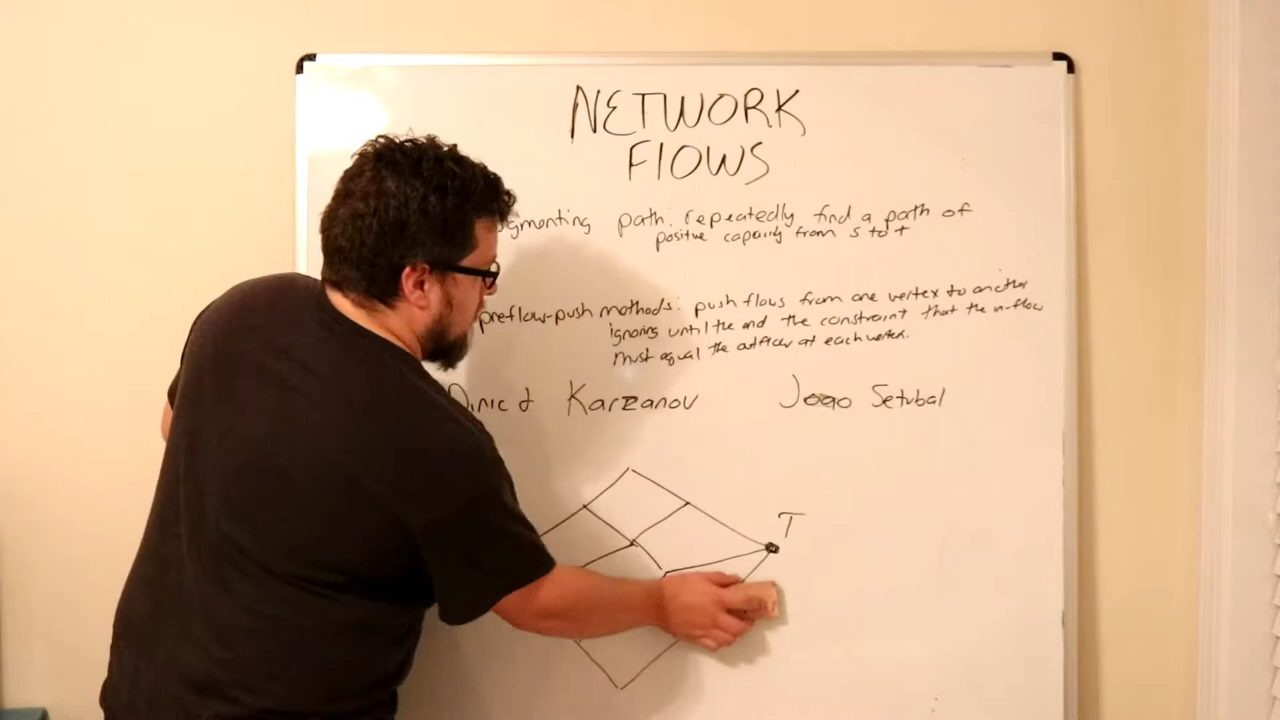 NETWORK
FLOWS
ugmenting path: repeatedly find a path of
positive capacity from s to t
preflow-push methods: push flows from one vertex to another
ignoring until the end the constraint that the in-flow
must equal the outflow at each vertex.
Dinic & Karzanov Joao Setubal
T